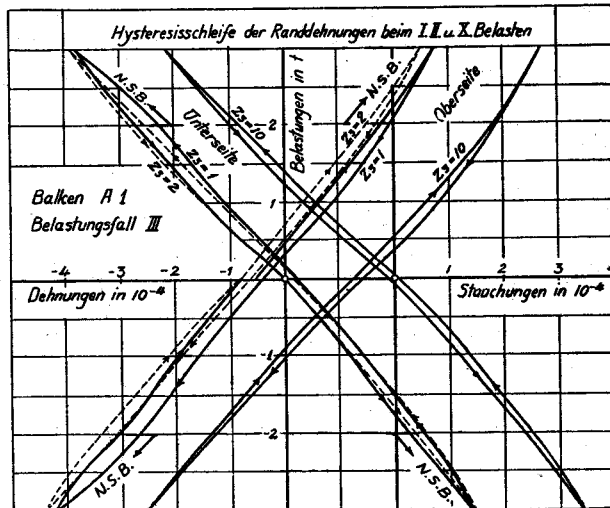 Hysteresisschleife der Randdehnungen beim I. II. u. X. Belasten
N.S.B.
Unterseite
Zs=10
Zs=1
Zs=2
Belastungen in t
N.S.B.
Zs=2
Zs=1
Oberseite
Zs=10
2
1
Balken A 1
Belastungsfall III
-4 -3 -2 -1 1 2 3
Dehnungen in 10⁻⁴
Stauchungen in 10⁻⁴
-1
-2
N.S.B.
N.S.B.